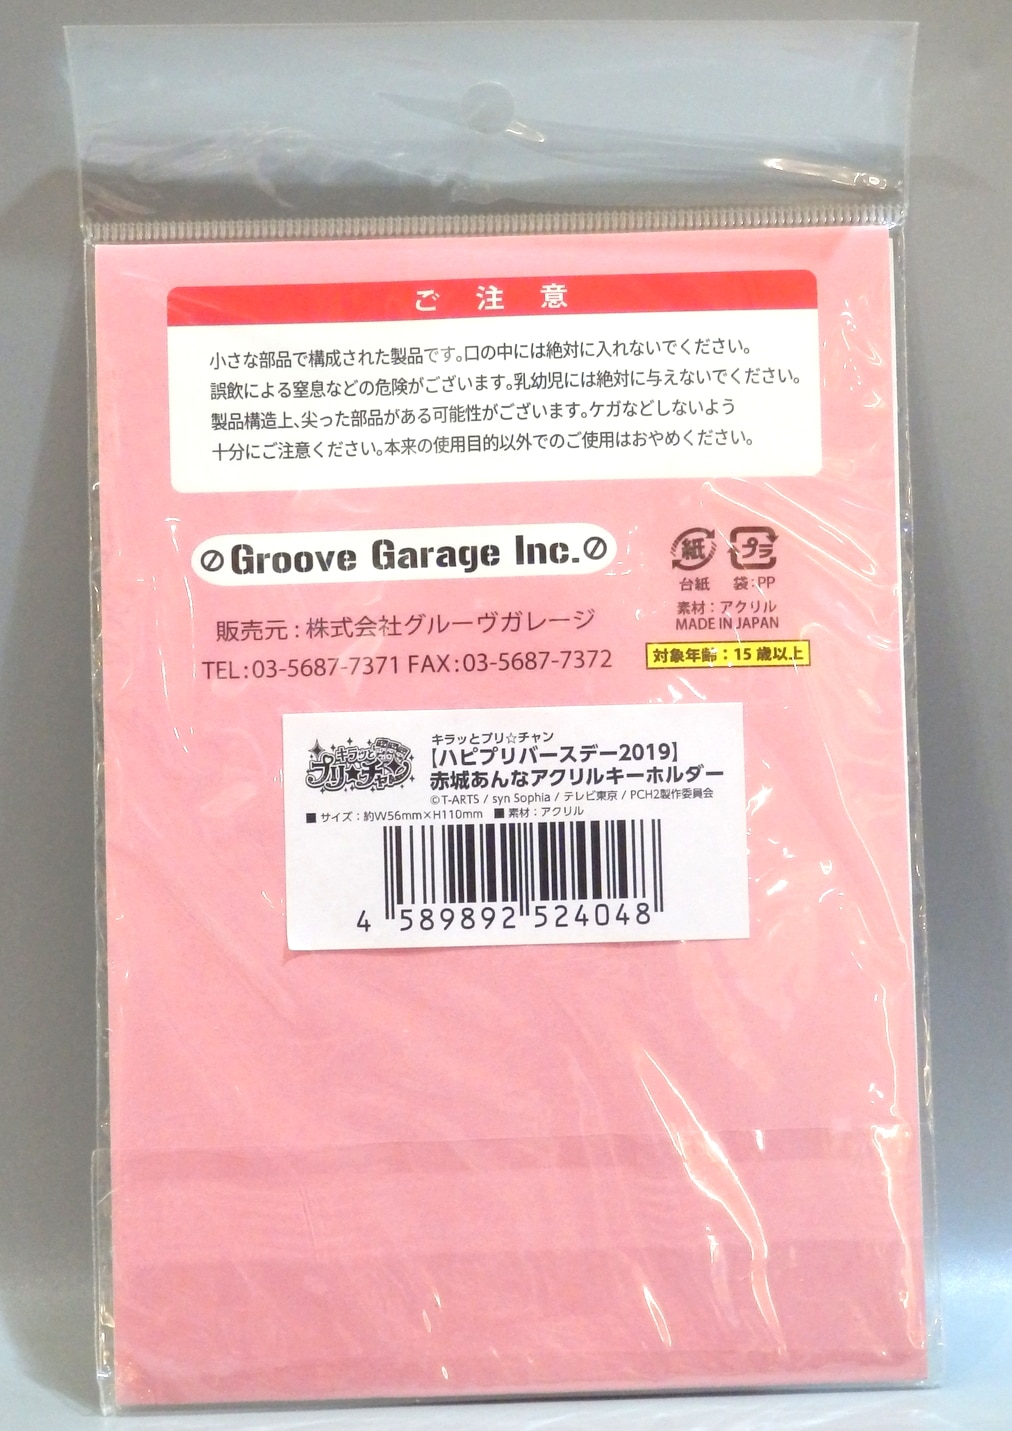 ご注意
小さな部品で構成された製品です。口の中には絶対に入れないでください。
誤飲による窒息などの危険がございます。乳幼児には絶対に与えないでください。
製品構造上、尖った部品がある可能性がございます。ケガなどしないよう
十分にご注意ください。本来の使用目的以外でのご使用はおやめください。
Groove Garage Inc.
紙 プラ
台紙 袋:PP
素材:アクリル
MADE IN JAPAN
販売元:株式会社グルーヴガレージ
TEL:03-5687-7371 FAX:03-5687-7372
対象年齢:15歳以上
キラッとプリ☆チャン
キラッとプリ☆チャン
【ハピプリバースデー2019】
赤城あんなアクリルキーホルダー
©T-ARTS / syn Sophia / テレビ東京 / PCH2製作委員会
■ サイズ:約W56mm×H110mm ■ 素材:アクリル
4 589892 524048